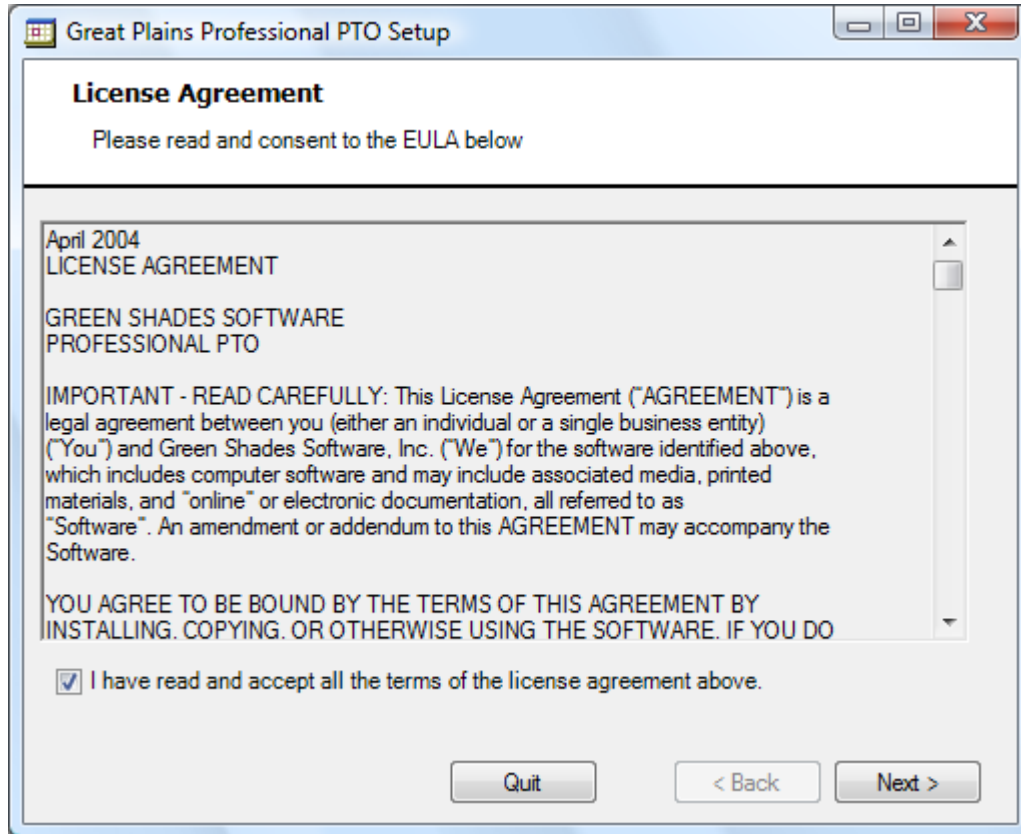 Great Plains Professional PTO Setup
License Agreement
Please read and consent to the EULA below
April 2004
LICENSE AGREEMENT
GREEN SHADES SOFTWARE
PROFESSIONAL PTO
IMPORTANT - READ CAREFULLY: This License Agreement ("AGREEMENT") is a
legal agreement between you (either an individual or a single business entity)
("You") and Green Shades Software, Inc. ("We") for the software identified above,
which includes computer software and may include associated media, printed
materials, and "online" or electronic documentation, all referred to as
"Software". An amendment or addendum to this AGREEMENT may accompany the
Software.
YOU AGREE TO BE BOUND BY THE TERMS OF THIS AGREEMENT BY
INSTALLING, COPYING, OR OTHERWISE USING THE SOFTWARE. IF YOU DO
I have read and accept all the terms of the license agreement above.
Quit
< Back
Next >